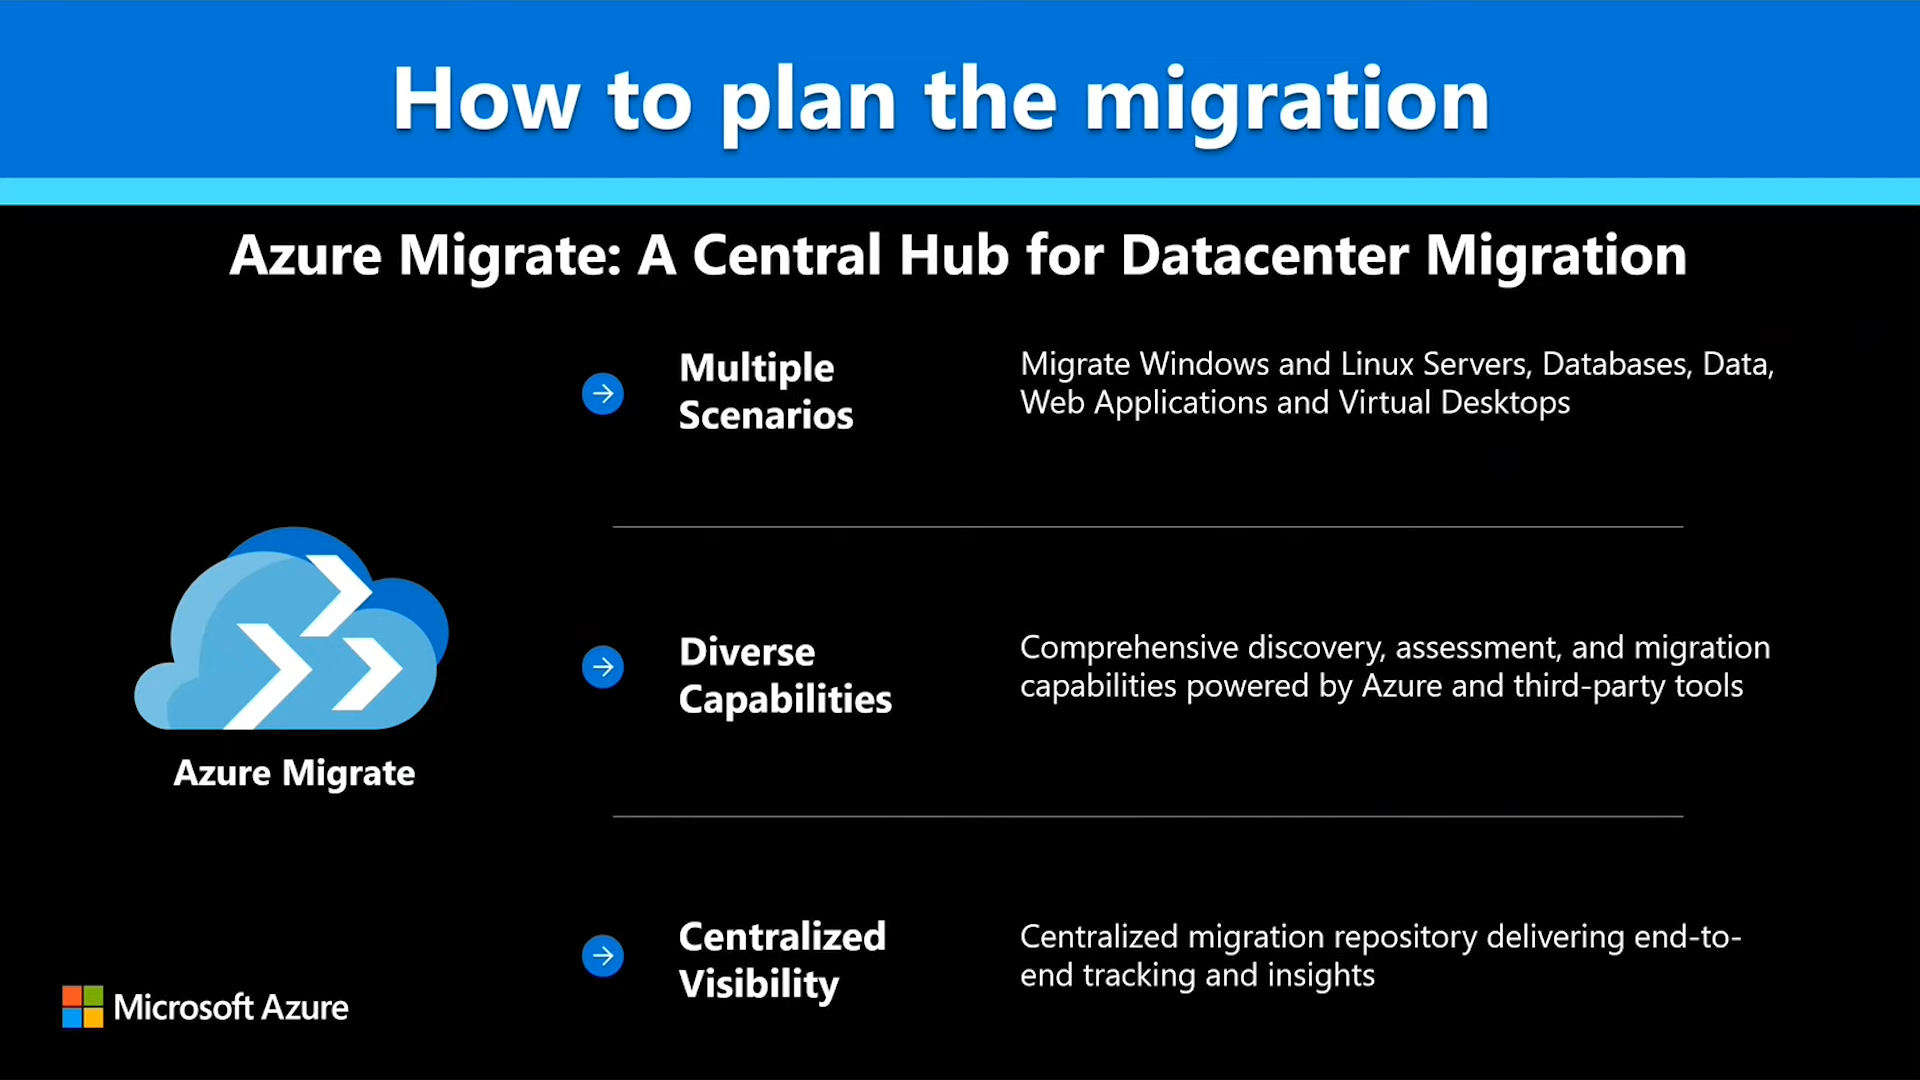 How to plan the migration
Azure Migrate: A Central Hub for Datacenter Migration
Multiple
Scenarios
Migrate Windows and Linux Servers, Databases, Data,
Web Applications and Virtual Desktops
Diverse
Capabilities
Comprehensive discovery, assessment, and migration
capabilities powered by Azure and third-party tools
Azure Migrate
Centralized
Visibility
Centralized migration repository delivering end-to-
end tracking and insights
Microsoft Azure